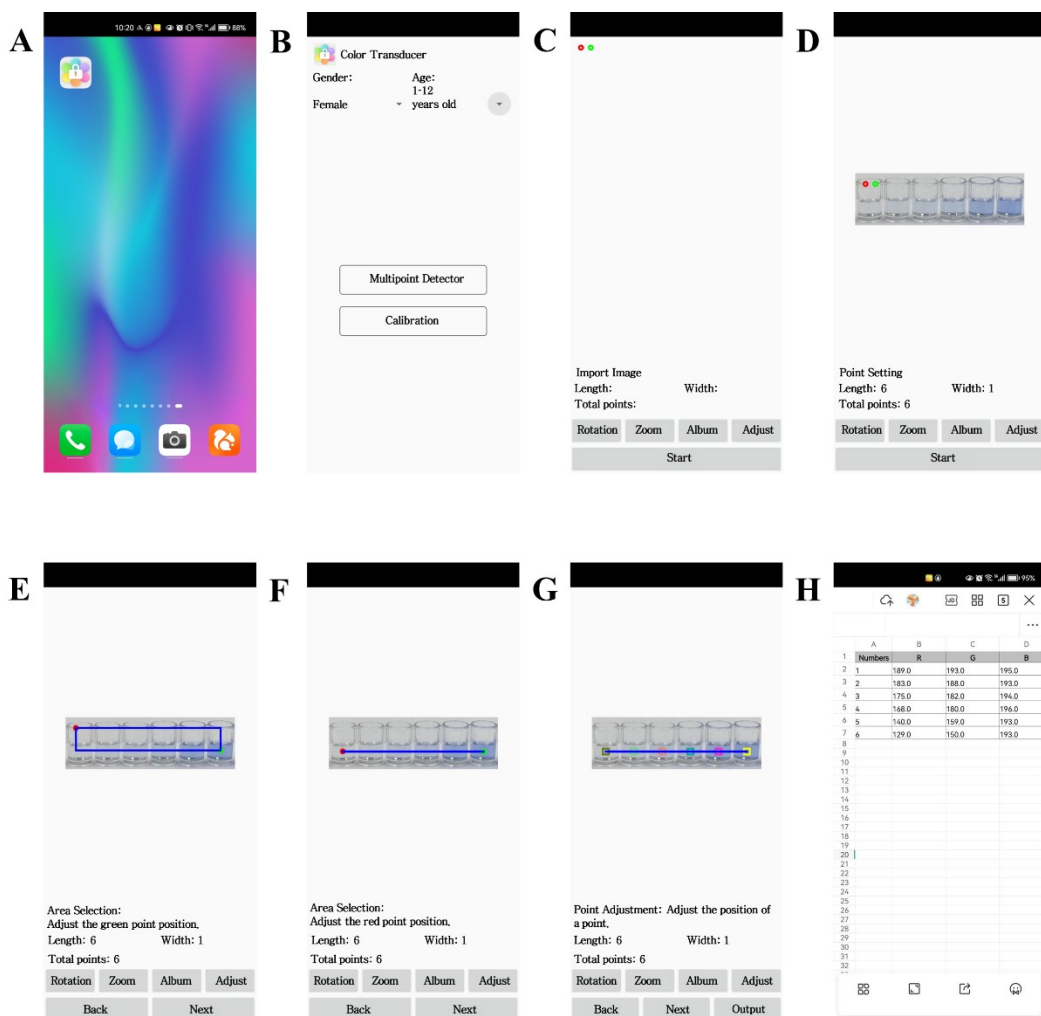 A
10:20
88%
B
Color Transducer
Gender:
Age:
Female
1-12
years old
Multipoint Detector
Calibration
C
Import Image
Length:
Width:
Total points:
Rotation
Zoom
Album
Adjust
Start
D
Point Setting
Length: 6
Width: 1
Total points: 6
Rotation
Zoom
Album
Adjust
Start
E
Area Selection:
Adjust the green point position.
Length: 6
Width: 1
Total points: 6
Rotation
Zoom
Album
Adjust
Back
Next
F
Area Selection:
Adjust the red point position.
Length: 6
Width: 1
Total points: 6
Rotation
Zoom
Album
Adjust
Back
Next
G
Point Adjustment: Adjust the position of
a point.
Length: 6
Width: 1
Total points: 6
Rotation
Zoom
Album
Adjust
Back
Next
Output
H
95%
5
A B C D
1 Numbers R G B
2 1 189.0 193.0 195.0
3 2 183.0 188.0 193.0
4 3 175.0 182.0 194.0
5 4 168.0 180.0 196.0
6 5 140.0 159.0 193.0
7 6 129.0 150.0 193.0
8
9
10
11
12
13
14
15
16
17
18
19
20
21
22
23
24
25
26
27
28
29
30
31
32